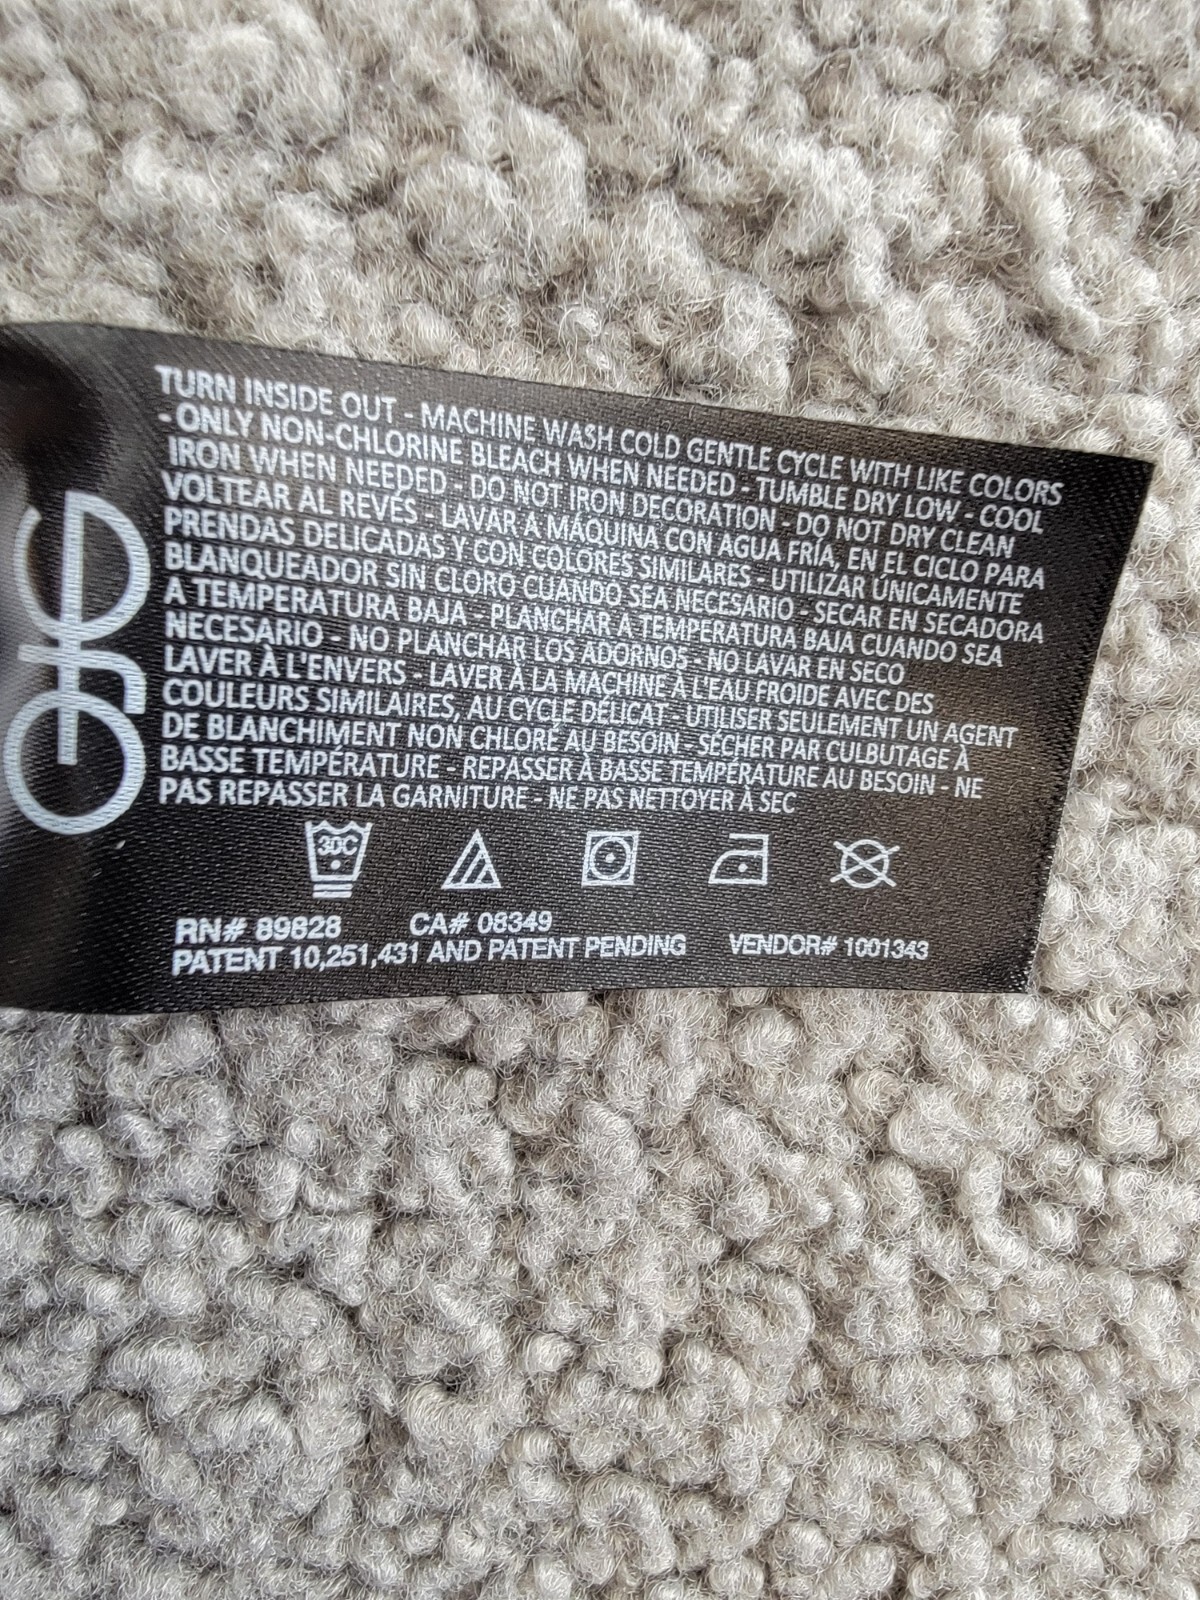 TURN INSIDE OUT - MACHINE WASH COLD GENTLE CYCLE WITH LIKE COLORS
- ONLY NON-CHLORINE BLEACH WHEN NEEDED - TUMBLE DRY LOW - COOL
IRON WHEN NEEDED - DO NOT IRON DECORATION - DO NOT DRY CLEAN
VOLTEAR AL REVÉS - LAVAR A MÁQUINA CON AGUA FRÍA, EN EL CICLO PARA
PRENDAS DELICADAS Y CON COLORES SIMILARES - UTILIZAR ÚNICAMENTE
BLANQUEADOR SIN CLORO CUANDO SEA NECESARIO - SECAR EN SECADORA
A TEMPERATURA BAJA - PLANCHAR A TEMPERATURA BAJA CUANDO SEA
NECESARIO - NO PLANCHAR LOS ADORNOS - NO LAVAR EN SECO
LAVER À L'ENVERS - LAVER À LA MACHINE À L'EAU FROIDE AVEC DES
COULEURS SIMILAIRES, AU CYCLE DÉLICAT - UTILISER SEULEMENT UN AGENT
DE BLANCHIMENT NON CHLORÉ AU BESOIN - SÉCHER PAR CULBUTAGE À
BASSE TEMPÉRATURE - REPASSER À BASSE TEMPÉRATURE AU BESOIN - NE
PAS REPASSER LA GARNITURE - NE PAS NETTOYER À SEC
30C
RN# 89828 CA# 08349
PATENT 10,251,431 AND PATENT PENDING VENDOR# 1001343